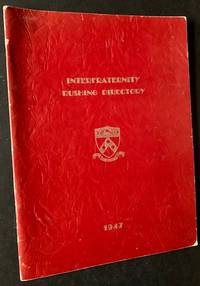 INTERFRATERNITY
RUSHING DIRECTORY
1947